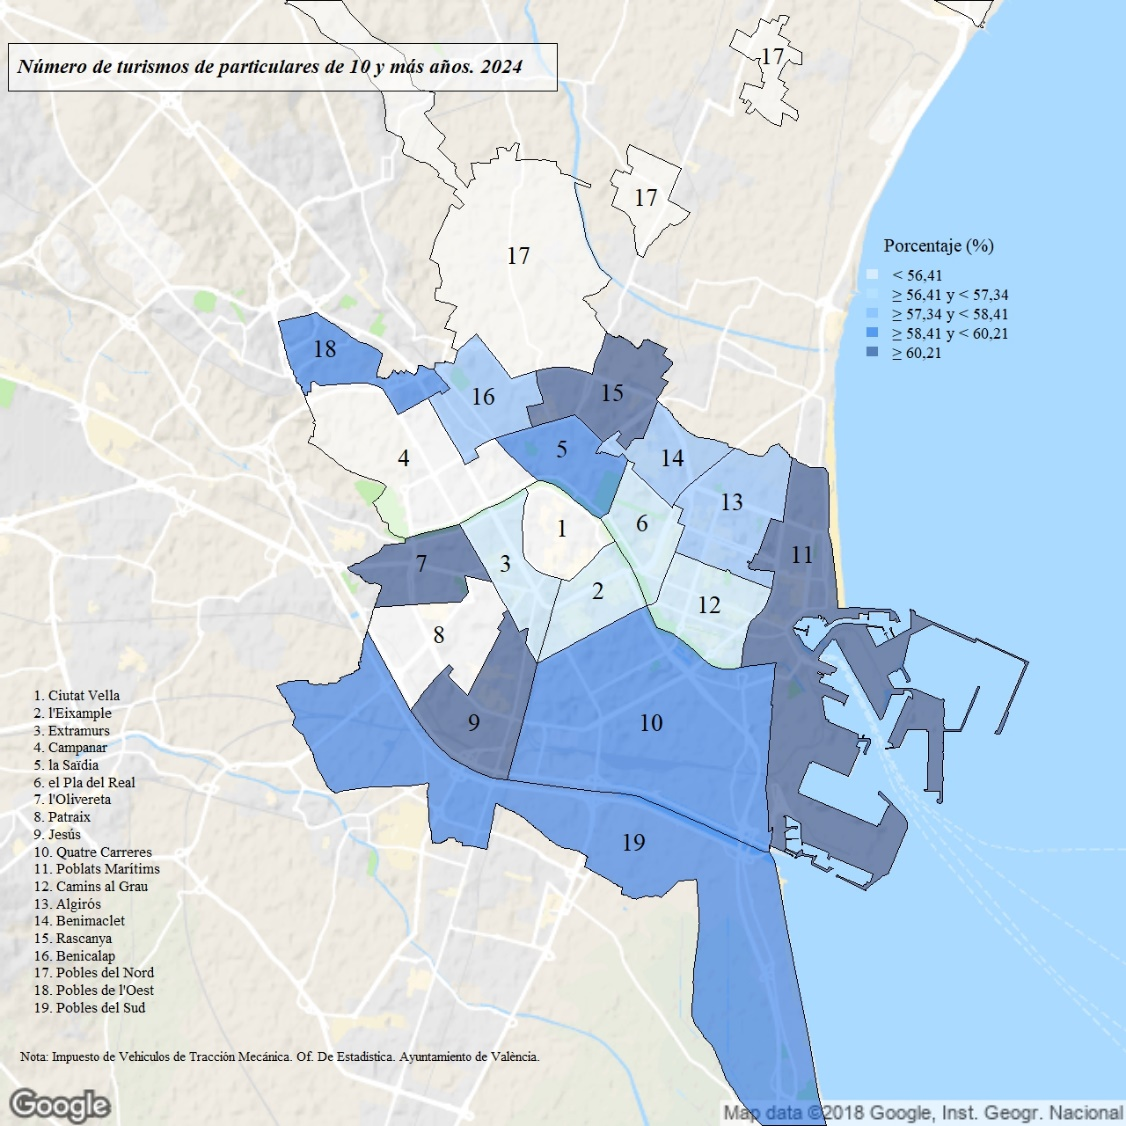 Número de turismos de particulares de 10 y más años. 2024
17
17
17
Porcentaje (%)
< 56,41
≥ 56,41 y < 57,34
≥ 57,34 y < 58,41
≥ 58,41 y < 60,21
≥ 60,21
18
16
15
4
5
14
13
1
6
11
7
3
2
12
8
9
10
19
1. Ciutat Vella
2. l'Eixample
3. Extramurs
4. Campanar
5. la Saïdia
6. el Pla del Real
7. l'Olivereta
8. Patraix
9. Jesús
10. Quatre Carreres
11. Poblats Marítims
12. Camins al Grau
13. Algirós
14. Benimaclet
15. Rascanya
16. Benicalap
17. Pobles del Nord
18. Pobles de l'Oest
19. Pobles del Sud
Nota: Impuesto de Vehículos de Tracción Mecánica. Of. De Estadística. Ayuntamiento de València.
Google
Map data ©2018 Google, Inst. Geogr. Nacional